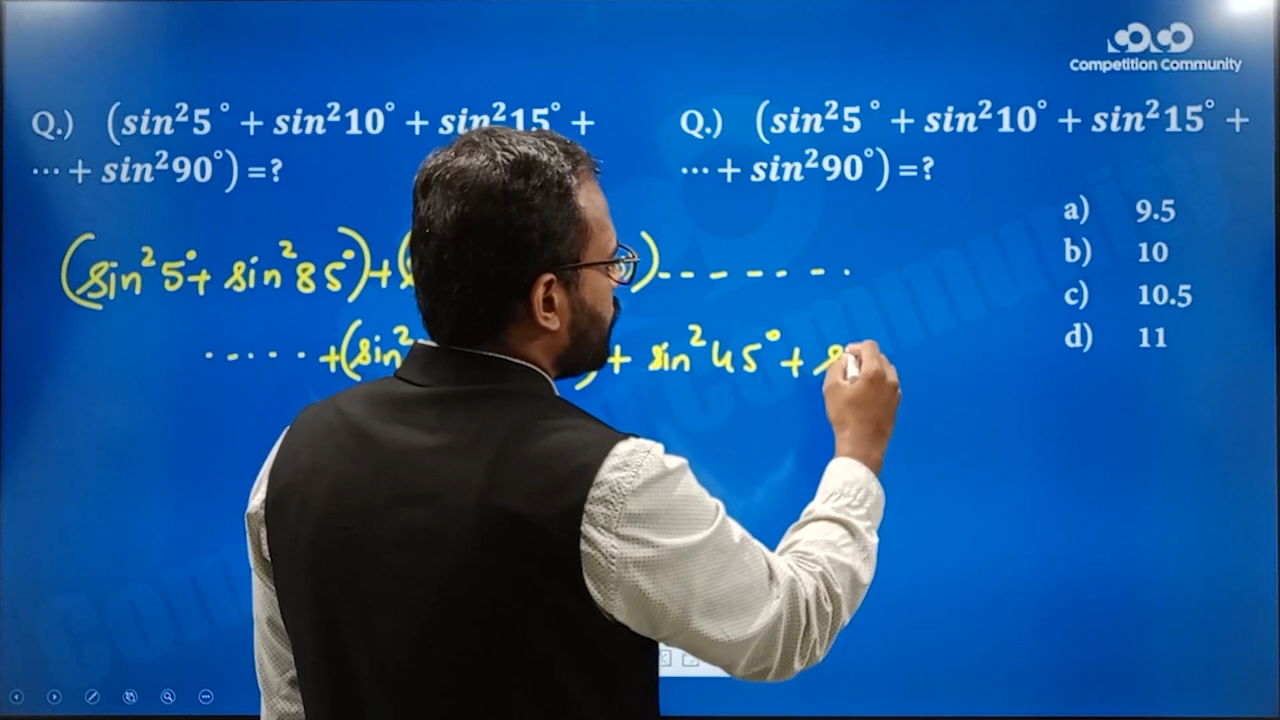 Competition Community
Q.) (sin²5° + sin²10° + sin²15° +
⋯ + sin²90°) =?
Q.) (sin²5° + sin²10° + sin²15° +
⋯ + sin²90°) =?
a) 9.5
b) 10
c) 10.5
d) 11
(sin²5°+ sin²85°)+( )-------.
.....+(sin² )+ sin²45°+